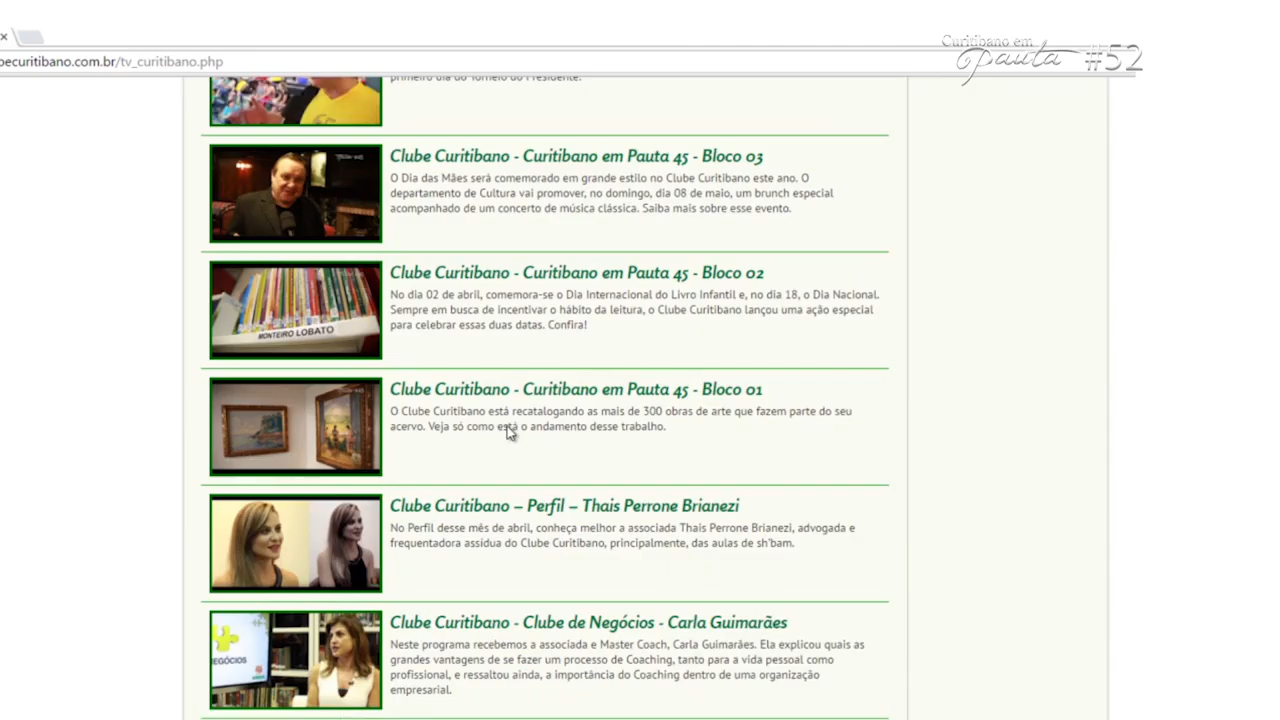 Curitibano em
pauta #52
becuritibano.com.br/tv_curitibano.php
primeiro dia do Torneio do Presidente.
Clube Curitibano - Curitibano em Pauta 45 - Bloco 03
O Dia das Mães será comemorado em grande estilo no Clube Curitibano este ano. O
departamento de Cultura vai promover, no domingo, dia 08 de maio, um brunch especial
acompanhado de um concerto de música clássica. Saiba mais sobre esse evento.
Clube Curitibano - Curitibano em Pauta 45 - Bloco 02
No dia 02 de abril, comemora-se o Dia Internacional do Livro Infantil e, no dia 18, o Dia Nacional.
Sempre em busca de incentivar o hábito da leitura, o Clube Curitibano lançou uma ação especial
para celebrar essas duas datas. Confira!
MONTEIRO LOBATO
Clube Curitibano - Curitibano em Pauta 45 - Bloco 01
O Clube Curitibano está recatalogando as mais de 300 obras de arte que fazem parte do seu
acervo. Veja só como está o andamento desse trabalho.
Clube Curitibano – Perfil – Thais Perrone Brianezi
No Perfil desse mês de abril, conheça melhor a associada Thais Perrone Brianezi, advogada e
frequentadora assídua do Clube Curitibano, principalmente, das aulas de sh'bam.
Clube Curitibano - Clube de Negócios - Carla Guimarães
Neste programa recebemos a associada e Master Coach, Carla Guimarães. Ela explicou quais as
grandes vantagens de se fazer um processo de Coaching, tanto para a vida pessoal como
profissional, e ressaltou ainda, a importância do Coaching dentro de uma organização
empresarial.
NEGÓCIOS